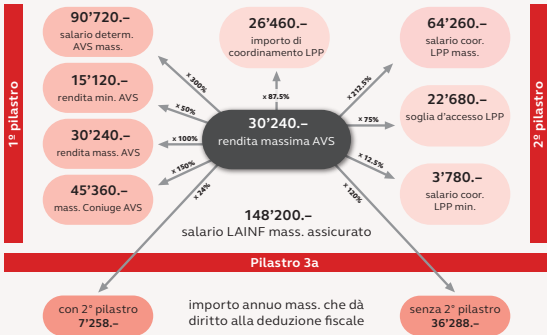 1º pilastro
90'720.–
salario determ.
AVS mass.
15'120.–
rendita min. AVS
30'240.–
rendita mass. AVS
45'360.–
mass. Coniuge AVS
26'460.–
importo di
coordinamento LPP
64'260.–
salario coor.
LPP mass.
22'680.–
soglia d'accesso LPP
3'780.–
salario coor.
LPP min.
2º pilastro
x 300%
x 50%
x 100%
x 150%
x 24%
x 87.5%
x 212.5%
x 75%
x 12.5%
x 120%
30'240.–
rendita massima AVS
148'200.–
salario LAINF mass. assicurato
Pilastro 3a
con 2° pilastro
7'258.–
importo annuo mass. che dà
diritto alla deduzione fiscale
senza 2° pilastro
36'288.–